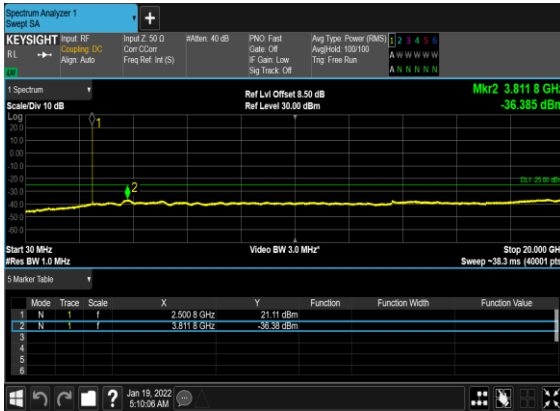 Spectrum Analyzer 1
Swept SA
KEYSIGHT Input: RF Input Z: 50 Ω #Atten: 40 dB PNO: Fast Avg Type: Power (RMS) 1 2 3 4 5 6
RL Coupling: DC Corr CCorr Gate: Off Avg|Hold: 100/100 A W W W W W
Align: Auto Freq Ref: Int (S) IF Gain: Low Trig: Free Run
Sig Track: Off A N N N N N
1 Spectrum Ref Lvl Offset 8.50 dB Mkr2 3.811 8 GHz
Scale/Div 10 dB Ref Level 30.00 dBm -36.385 dBm
Log
20.0
10.0
0.00
-10.0
-20.0
-30.0
-40.0
-50.0
-60.0
1
2
DL1 -25.00 dBm
Start 30 MHz Video BW 3.0 MHz* Stop 20.000 GHz
#Res BW 1.0 MHz Sweep ~38.3 ms (40001 pts)
5 Marker Table
Mode Trace Scale X Y Function Function Width Function Value
1 N 1 f 2.500 8 GHz 21.11 dBm
2 N 1 f 3.811 8 GHz -36.38 dBm
3
4
5
6
? Jan 19, 2022
5:10:06 AM